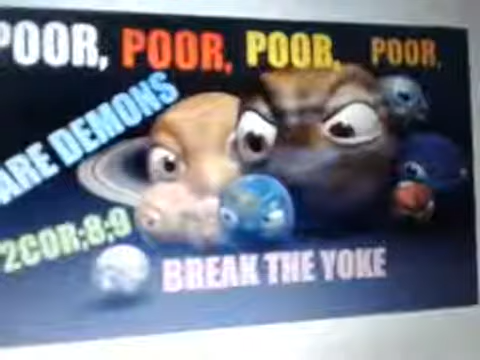 POOR, POOR, POOR, POOR,
ARE DEMONS
2COR;8;9
BREAK THE YOKE